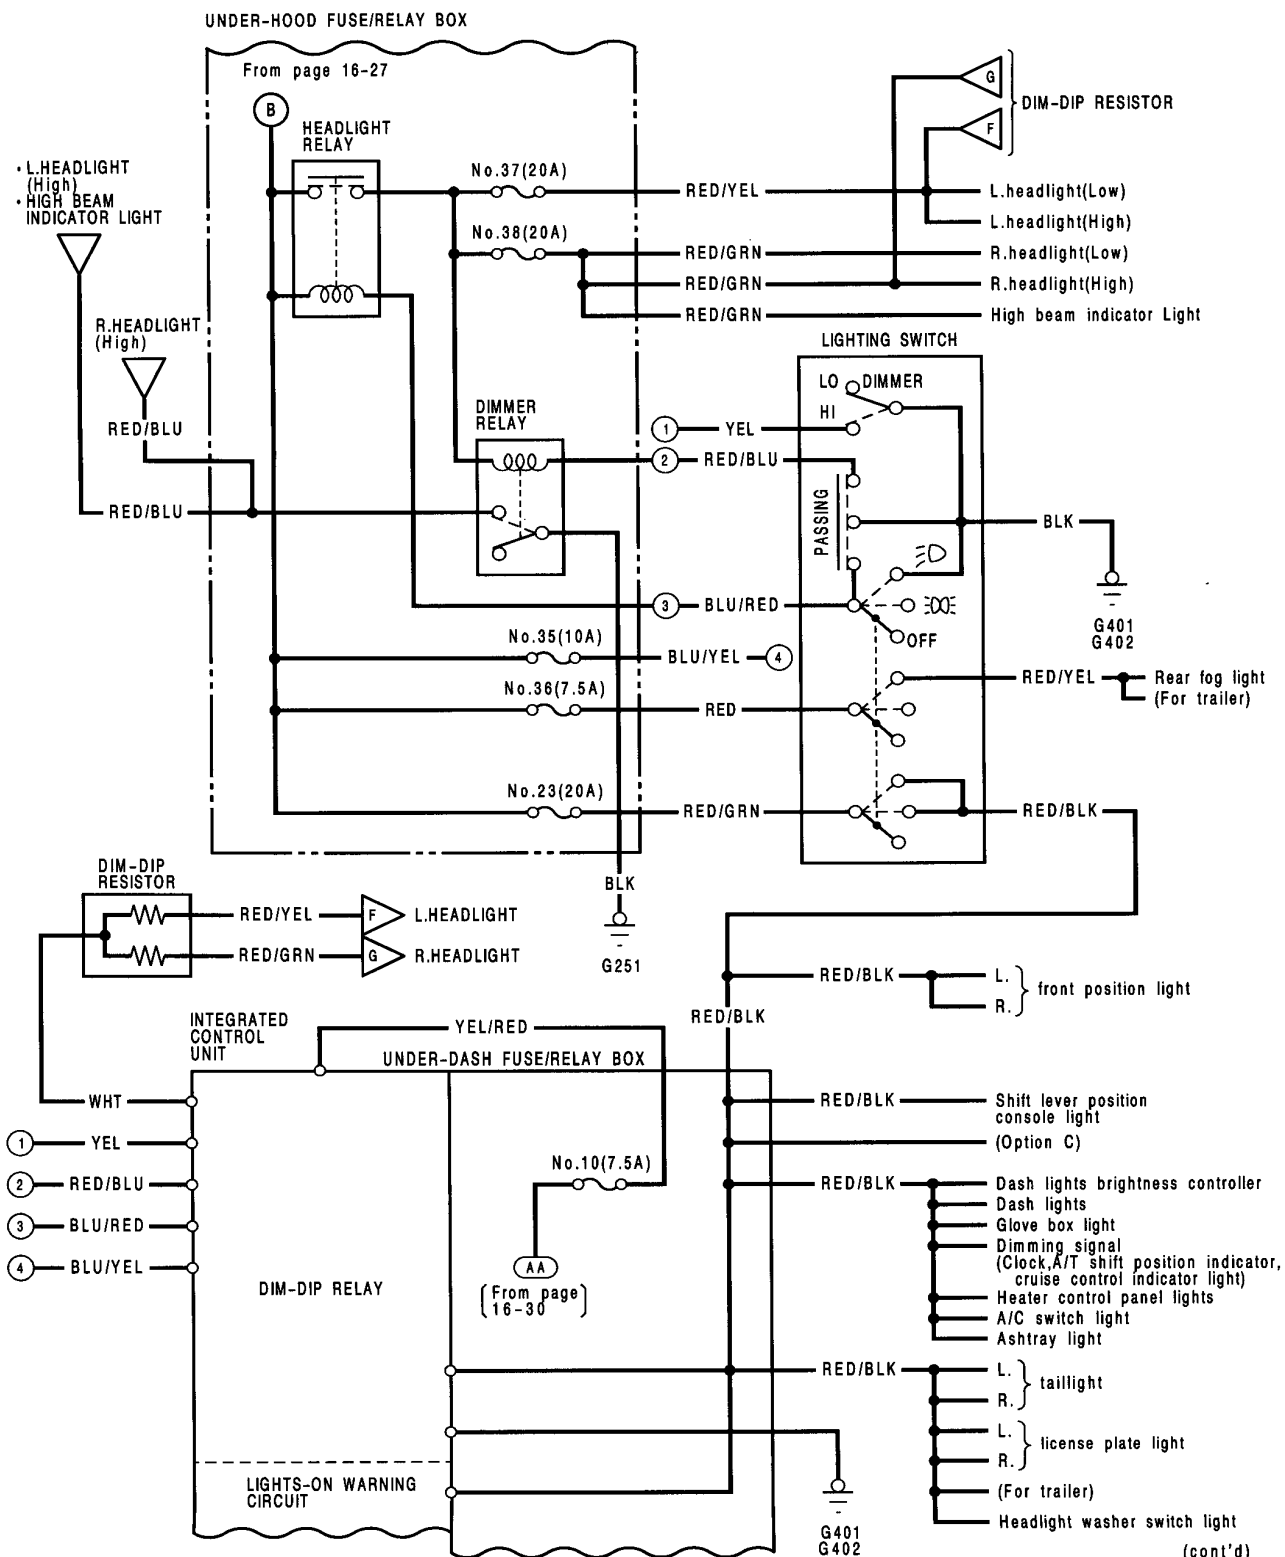 UNDER-HOOD FUSE/RELAY BOX
From page 16-27
B
HEADLIGHT
RELAY
No.37(20A)
No.38(20A)
G
F
DIM-DIP RESISTOR
· L.HEADLIGHT
(High)
· HIGH BEAM
INDICATOR LIGHT
R.HEADLIGHT
(High)
RED/BLU
RED/BLU
RED/YEL
L.headlight(Low)
L.headlight(High)
RED/GRN
R.headlight(Low)
RED/GRN
R.headlight(High)
RED/GRN
High beam indicator Light
LIGHTING SWITCH
LO
DIMMER
HI
DIMMER
RELAY
1
YEL
2
RED/BLU
PASSING
BLK
G401
G402
3
BLU/RED
OFF
No.35(10A)
BLU/YEL
4
No.36(7.5A)
RED
RED/YEL
Rear fog light
(For trailer)
No.23(20A)
RED/GRN
RED/BLK
BLK
G251
DIM-DIP
RESISTOR
RED/YEL
F
L.HEADLIGHT
RED/GRN
G
R.HEADLIGHT
RED/BLK
L.
R.
front position light
RED/BLK
INTEGRATED
CONTROL
UNIT
YEL/RED
UNDER-DASH FUSE/RELAY BOX
WHT
1
YEL
2
RED/BLU
3
BLU/RED
4
BLU/YEL
No.10(7.5A)
AA
From page
16-30
DIM-DIP RELAY
LIGHTS-ON WARNING
CIRCUIT
RED/BLK
Shift lever position
console light
(Option C)
RED/BLK
Dash lights brightness controller
Dash lights
Glove box light
Dimming signal
(Clock,A/T shift position indicator,
cruise control indicator light)
Heater control panel lights
A/C switch light
Ashtray light
RED/BLK
L.
R.
taillight
L.
R.
license plate light
(For trailer)
Headlight washer switch light
G401
G402
(cont'd)